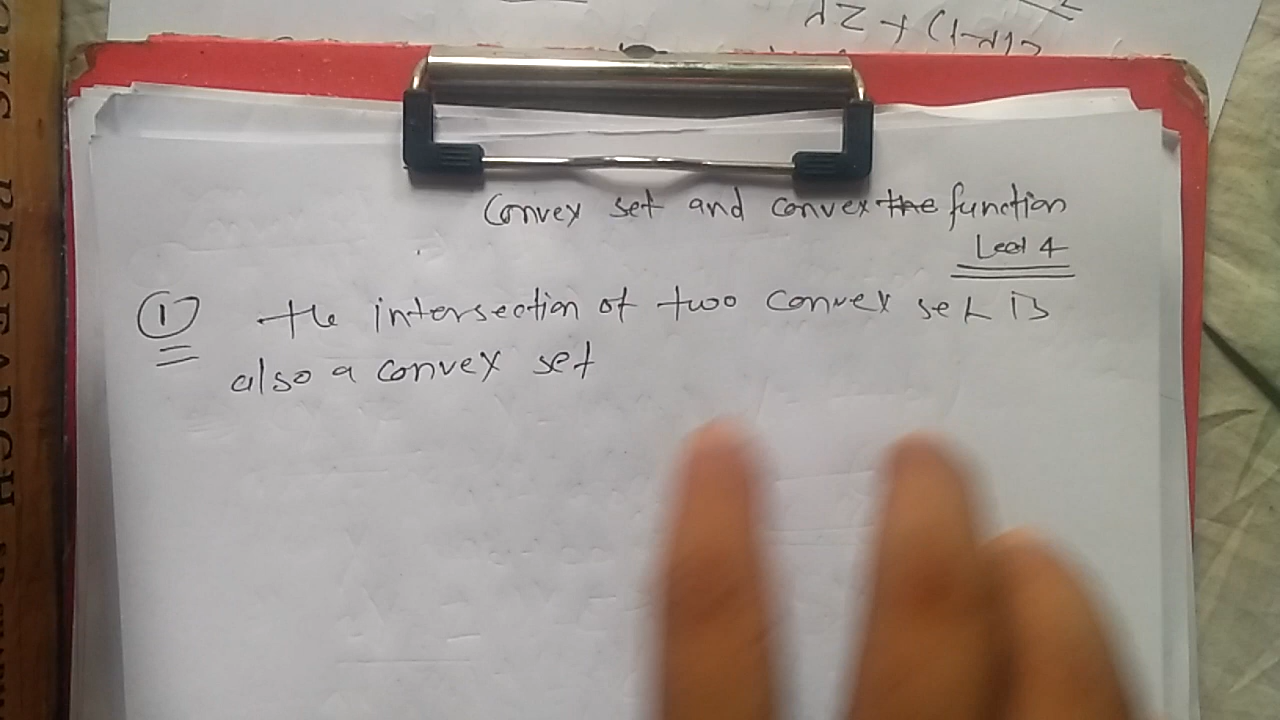 Convex set and convex the function
Lect 4
① the intersection of two convex set is
also a convex set